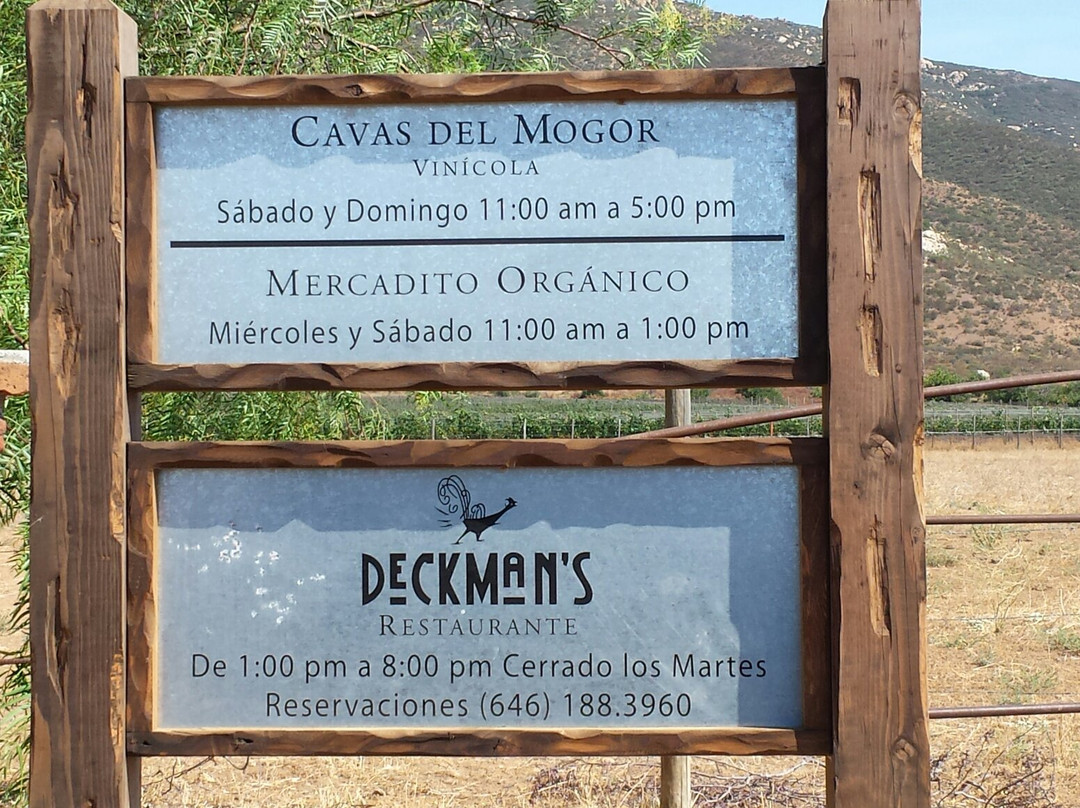 CAVAS DEL MOGOR
VINÍCOLA
Sábado y Domingo 11:00 am a 5:00 pm
MERCADITO ORGÁNICO
Miércoles y Sábado 11:00 am a 1:00 pm
DECKMAN'S
RESTAURANTE
De 1:00 pm a 8:00 pm Cerrado los Martes
Reservaciones (646) 188.3960